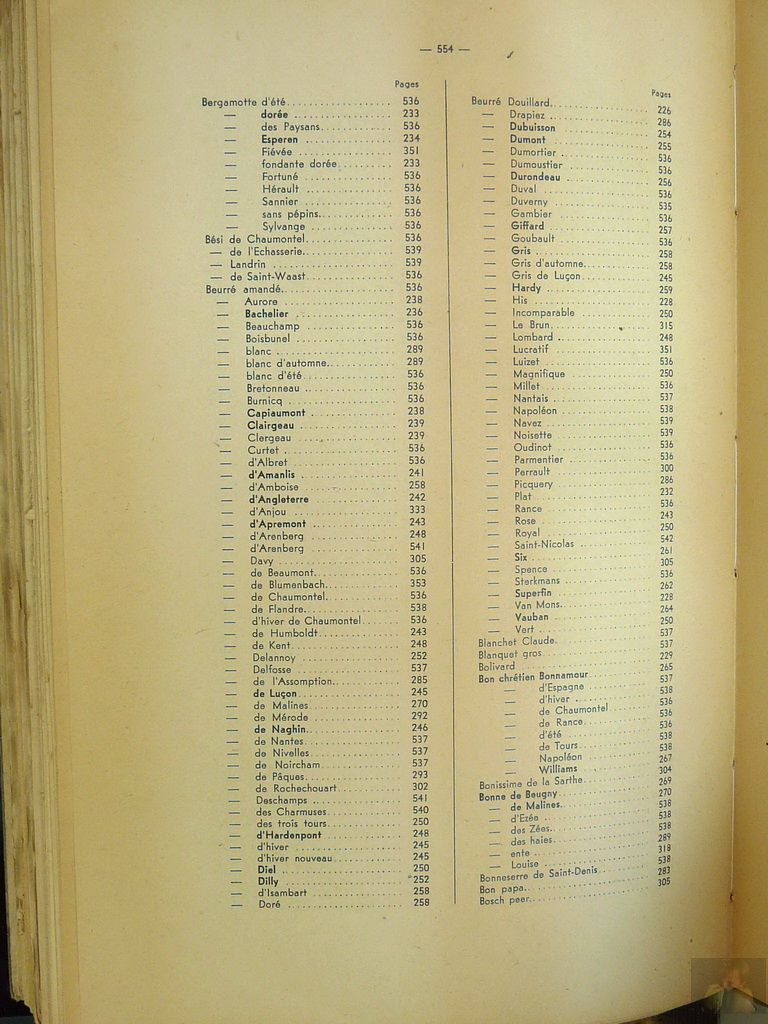 — 554 —
Pages
Bergamotte d'été 536
— dorée 233
— des Paysans 536
— Esperen 234
— Fiévée 351
— fondante dorée 233
— Fortuné 536
— Hérault 536
— Sannier 536
— sans pépins 536
— Sylvange 536
Bési de Chaumontel 536
— de l'Echasserie 539
— Landrin 539
— de Saint-Waast 536
Beurré amandé 536
— Aurore 238
— Bachelier 236
— Beauchamp 536
— Boisbunel 536
— blanc 289
— blanc d'automne 289
— blanc d'été 536
— Bretonneau 536
— Burnicq 536
— Capiaumont 238
— Clairgeau 239
— Clergeau 239
— Curtet 536
— d'Albret 536
— d'Amanlis 241
— d'Amboise 258
— d'Angleterre 242
— d'Anjou 333
— d'Apremont 243
— d'Arenberg 248
— d'Arenberg 541
— Davy 305
— de Beaumont 536
— de Blumenbach 353
— de Chaumontel 536
— de Flandre 538
— d'hiver de Chaumontel 536
— de Humboldt 243
— de Kent 248
— Delannoy 252
— Delfosse 537
— de l'Assomption 285
— de Luçon 245
— de Malines 270
— de Mérode 292
— de Naghin 246
— de Nantes 537
— de Nivelles 537
— de Noircham 537
— de Pâques 293
— de Rochechouart 302
— Deschamps 541
— des Charmuses 540
— des trois tours 250
— d'Hardenpont 248
— d'hiver 245
— d'hiver nouveau 245
— Diel 250
— Dilly 252
— d'Isambart 258
— Doré 258
Pages
Beurré Douillard 226
— Drapiez 286
— Dubuisson 254
— Dumont 255
— Dumortier 536
— Dumoustier 536
— Durondeau 256
— Duval 536
— Duverny 535
— Gambier 536
— Giffard 257
— Goubault 536
— Gris 258
— Gris d'automne 258
— Gris de Luçon 245
— Hardy 259
— His 228
— Incomparable 250
— Le Brun 315
— Lombard 248
— Lucratif 351
— Luizet 536
— Magnifique 250
— Millet 536
— Nantais 537
— Napoléon 538
— Navez 539
— Noisette 539
— Oudinot 536
— Parmentier 536
— Perrault 300
— Picquery 286
— Plat 232
— Rance 536
— Rose 243
— Royal 250
— Saint-Nicolas 542
— Six 261
— Spence 305
— Sterkmans 536
— Superfin 262
— Van Mons 228
— Vauban 264
— Vert 250
Blanchet Claude 537
Blanquet gros 537
Bolivard 229
Bon chrétien Bonnamour 265
— d'Espagne 537
— d'hiver 538
— de Chaumontel 536
— de Rance 536
— d'été 536
— de Tours 538
— Napoléon 538
— Williams 267
Bonissime de la Sarthe 304
Bonne de Beugny 269
— de Malines 270
— d'Ezée 538
— des Zées 538
— des haies 538
— ente 289
— Louise 318
Bonneserre de Saint-Denis 538
Bon papa 283
Bosch peer 305